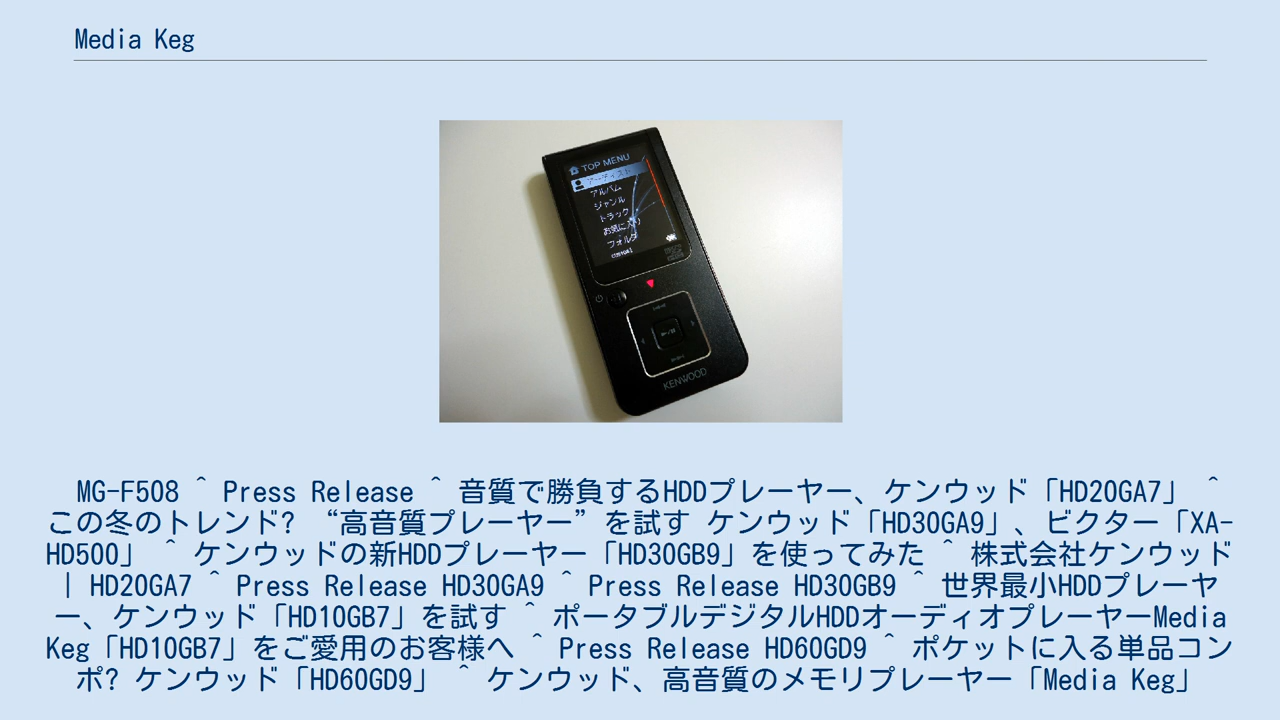 Media Keg
TOP MENU
アーティスト
アルバム
ジャンル
トラック
お気に入り
フォルダ
KENWOOD
MG-F508 ^ Press Release ^ 音質で勝負するHDDプレーヤー、ケンウッド「HD20GA7」 ^
この冬のトレンド? “高音質プレーヤー”を試す ケンウッド「HD30GA9」、ビクター「XA-
HD500」 ^ ケンウッドの新HDDプレーヤー「HD30GB9」を使ってみた ^ 株式会社ケンウッド
| HD20GA7 ^ Press Release HD30GA9 ^ Press Release HD30GB9 ^ 世界最小HDDプレーヤ
ー、ケンウッド「HD10GB7」を試す ^ ポータブルデジタルHDDオーディオプレーヤーMedia
Keg「HD10GB7」をご愛用のお客様へ ^ Press Release HD60GD9 ^ ポケットに入る単品コン
ポ? ケンウッド「HD60GD9」 ^ ケンウッド、高音質のメモリプレーヤー「Media Keg」